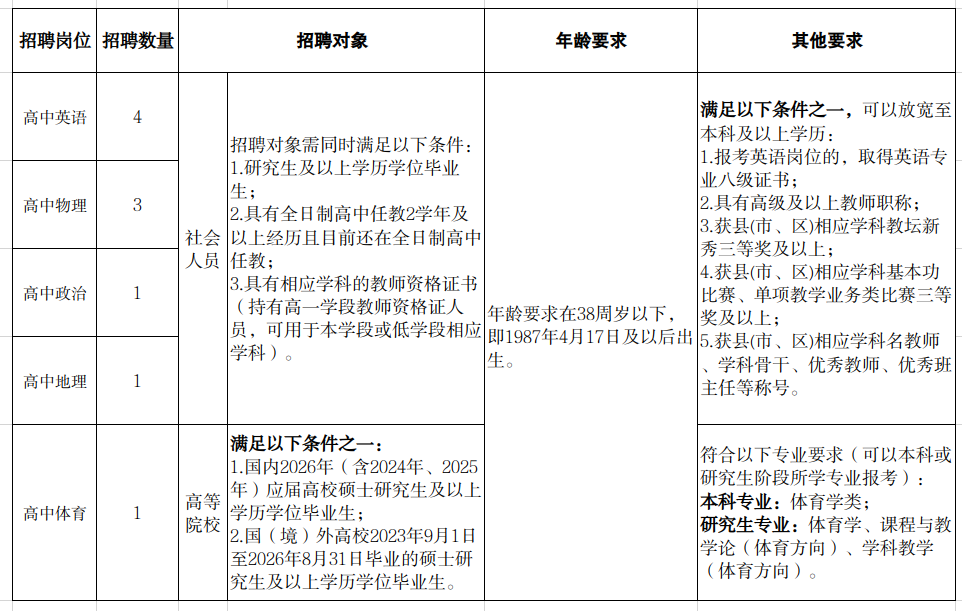 招聘岗位 招聘数量 招聘对象 年龄要求 其他要求
高中英语 4
高中物理 3
高中政治 1
高中地理 1
社会
人员
招聘对象需同时满足以下条件：
1.研究生及以上学历学位毕业
生；
2.具有全日制高中任教2学年及
以上经历且目前还在全日制高中
任教；
3.具有相应学科的教师资格证书
（持有高一学段教师资格证人
员，可用于本学段或低学段相应
学科）。
年龄要求在38周岁以下，
即1987年4月17日及以后出
生。
满足以下条件之一，可以放宽至
本科及以上学历：
1.报考英语岗位的，取得英语专
业八级证书；
2.具有高级及以上教师职称；
3.获县(市、区)相应学科教坛新
秀三等奖及以上；
4.获县(市、区)相应学科基本功
比赛、单项教学业务类比赛三等
奖及以上；
5.获县(市、区)相应学科名教师
、学科骨干、优秀教师、优秀班
主任等称号。
高中体育 1
高等
院校
满足以下条件之一：
1.国内2026年（含2024年、2025
年）应届高校硕士研究生及以上
学历学位毕业生；
2.国（境）外高校2023年9月1日
至2026年8月31日毕业的硕士研
究生及以上学历学位毕业生。
符合以下专业要求（可以本科或
研究生阶段所学专业报考）：
本科专业：体育学类；
研究生专业：体育学、课程与教
学论（体育方向）、学科教学
（体育方向）。